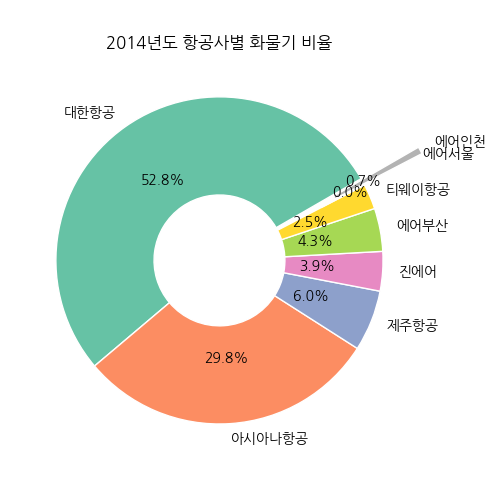 2014년도 항공사별 화물기 비율
대한항공
52.8%
아시아나항공
29.8%
제주항공
6.0%
진에어
3.9%
에어부산
4.3%
티웨이항공
2.5%
에어서울
0.0%
에어인천
0.7%